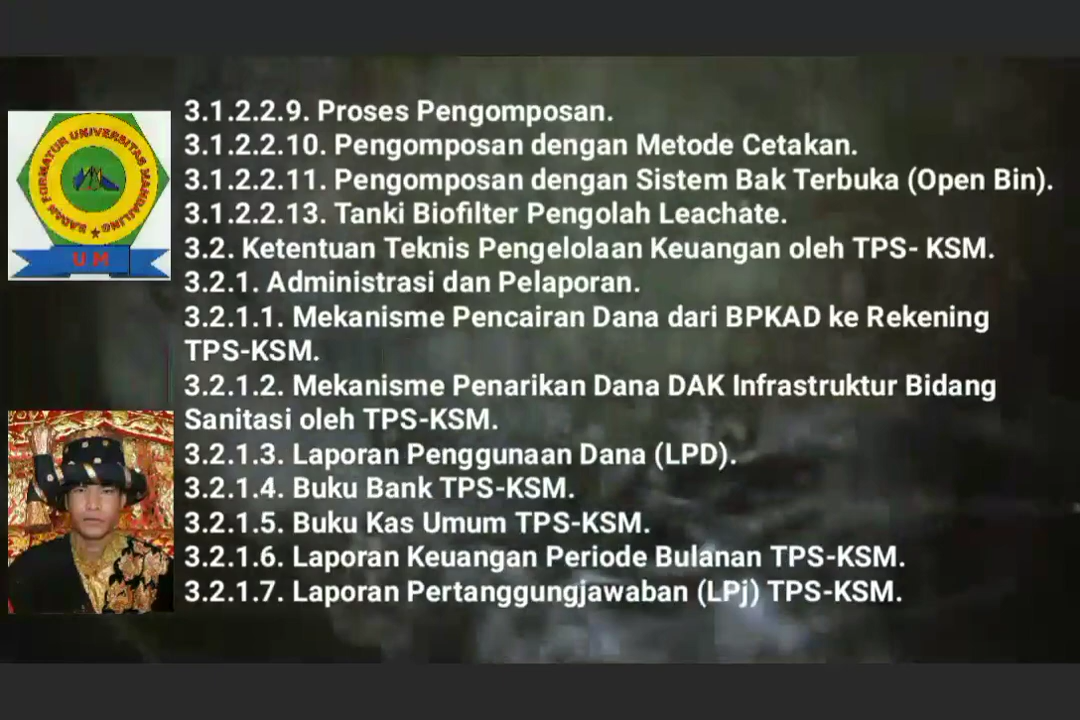 3.1.2.2.9. Proses Pengomposan.
3.1.2.2.10. Pengomposan dengan Metode Cetakan.
3.1.2.2.11. Pengomposan dengan Sistem Bak Terbuka (Open Bin).
3.1.2.2.13. Tanki Biofilter Pengolah Leachate.
3.2. Ketentuan Teknis Pengelolaan Keuangan oleh TPS- KSM.
3.2.1. Administrasi dan Pelaporan.
3.2.1.1. Mekanisme Pencairan Dana dari BPKAD ke Rekening
TPS-KSM.
3.2.1.2. Mekanisme Penarikan Dana DAK Infrastruktur Bidang
Sanitasi oleh TPS-KSM.
3.2.1.3. Laporan Penggunaan Dana (LPD).
3.2.1.4. Buku Bank TPS-KSM.
3.2.1.5. Buku Kas Umum TPS-KSM.
3.2.1.6. Laporan Keuangan Periode Bulanan TPS-KSM.
3.2.1.7. Laporan Pertanggungjawaban (LPj) TPS-KSM.
BADAN FORMATUR UNIVERSITAS MANDAILING
U M